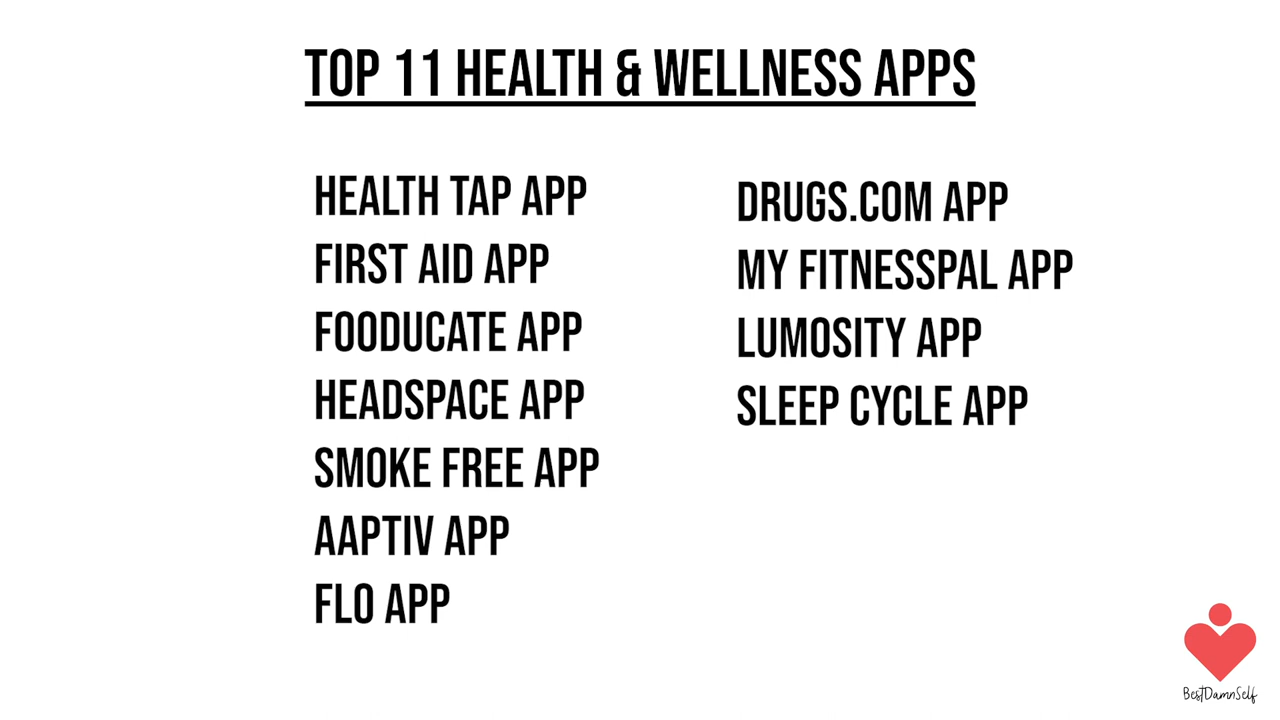 TOP 11 HEALTH & WELLNESS APPS
HEALTH TAP APP
FIRST AID APP
FOODUCATE APP
HEADSPACE APP
SMOKE FREE APP
AAPTIV APP
FLO APP
DRUGS.COM APP
MY FITNESSPAL APP
LUMOSITY APP
SLEEP CYCLE APP
BestDamnSelf